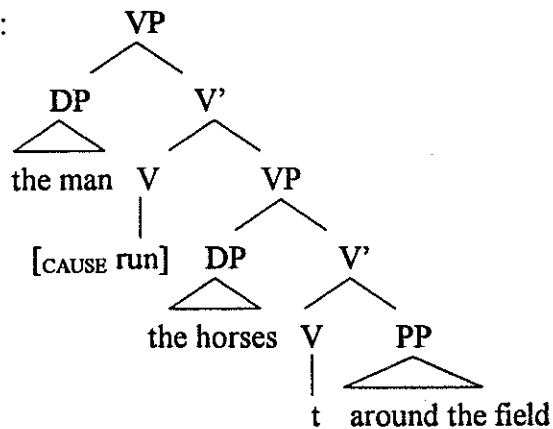 : VP
DP V'
the man V VP
[CAUSE run] DP V'
the horses V PP
t around the field